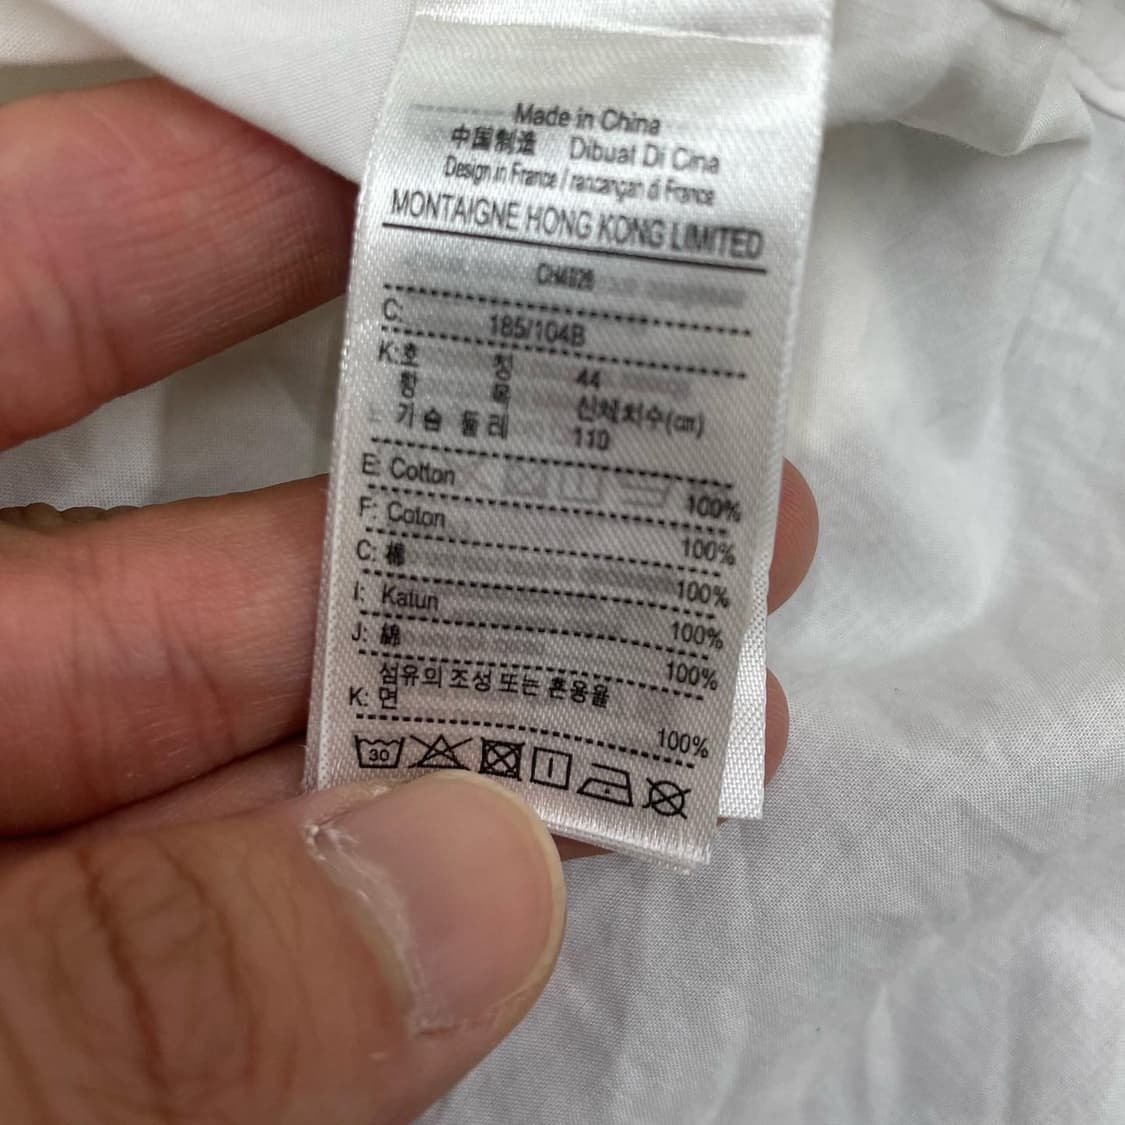 Made in China
中国制造 Dibuat Di Cina
Design in France / rancangan di France
MONTAIGNE HONG KONG LIMITED
CH4926
C: 185/104B
K: 호 칭 44
항 목 신체치수(㎝)
가슴 둘레 110
E: Cotton 100%
F: Coton 100%
C: 棉 100%
I: Katun 100%
J: 綿 100%
섬유의 조성 또는 혼용율
K: 면 100%
30